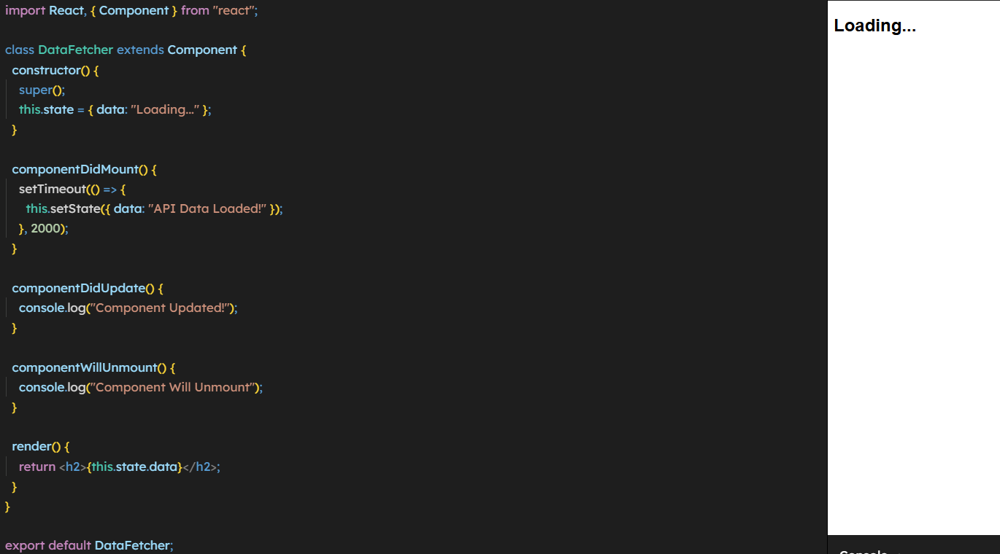 import React, { Component } from "react";
class DataFetcher extends Component {
constructor() {
super();
this.state = { data: "Loading..." };
}
componentDidMount() {
setTimeout(() => {
this.setState({ data: "API Data Loaded!" });
}, 2000);
}
componentDidUpdate() {
console.log("Component Updated!");
}
componentWillUnmount() {
console.log("Component Will Unmount");
}
render() {
return <h2>{this.state.data}</h2>;
}
}
export default DataFetcher;
Loading...
Console